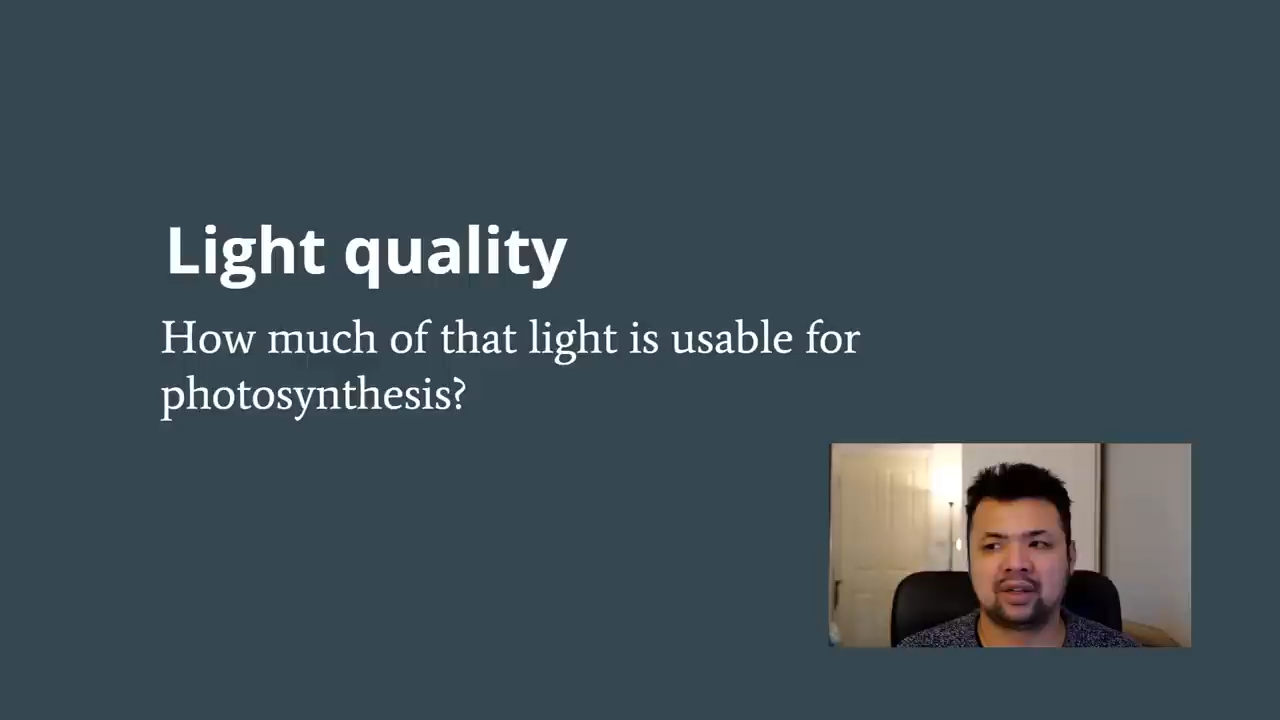 Light quality
How much of that light is usable for
photosynthesis?